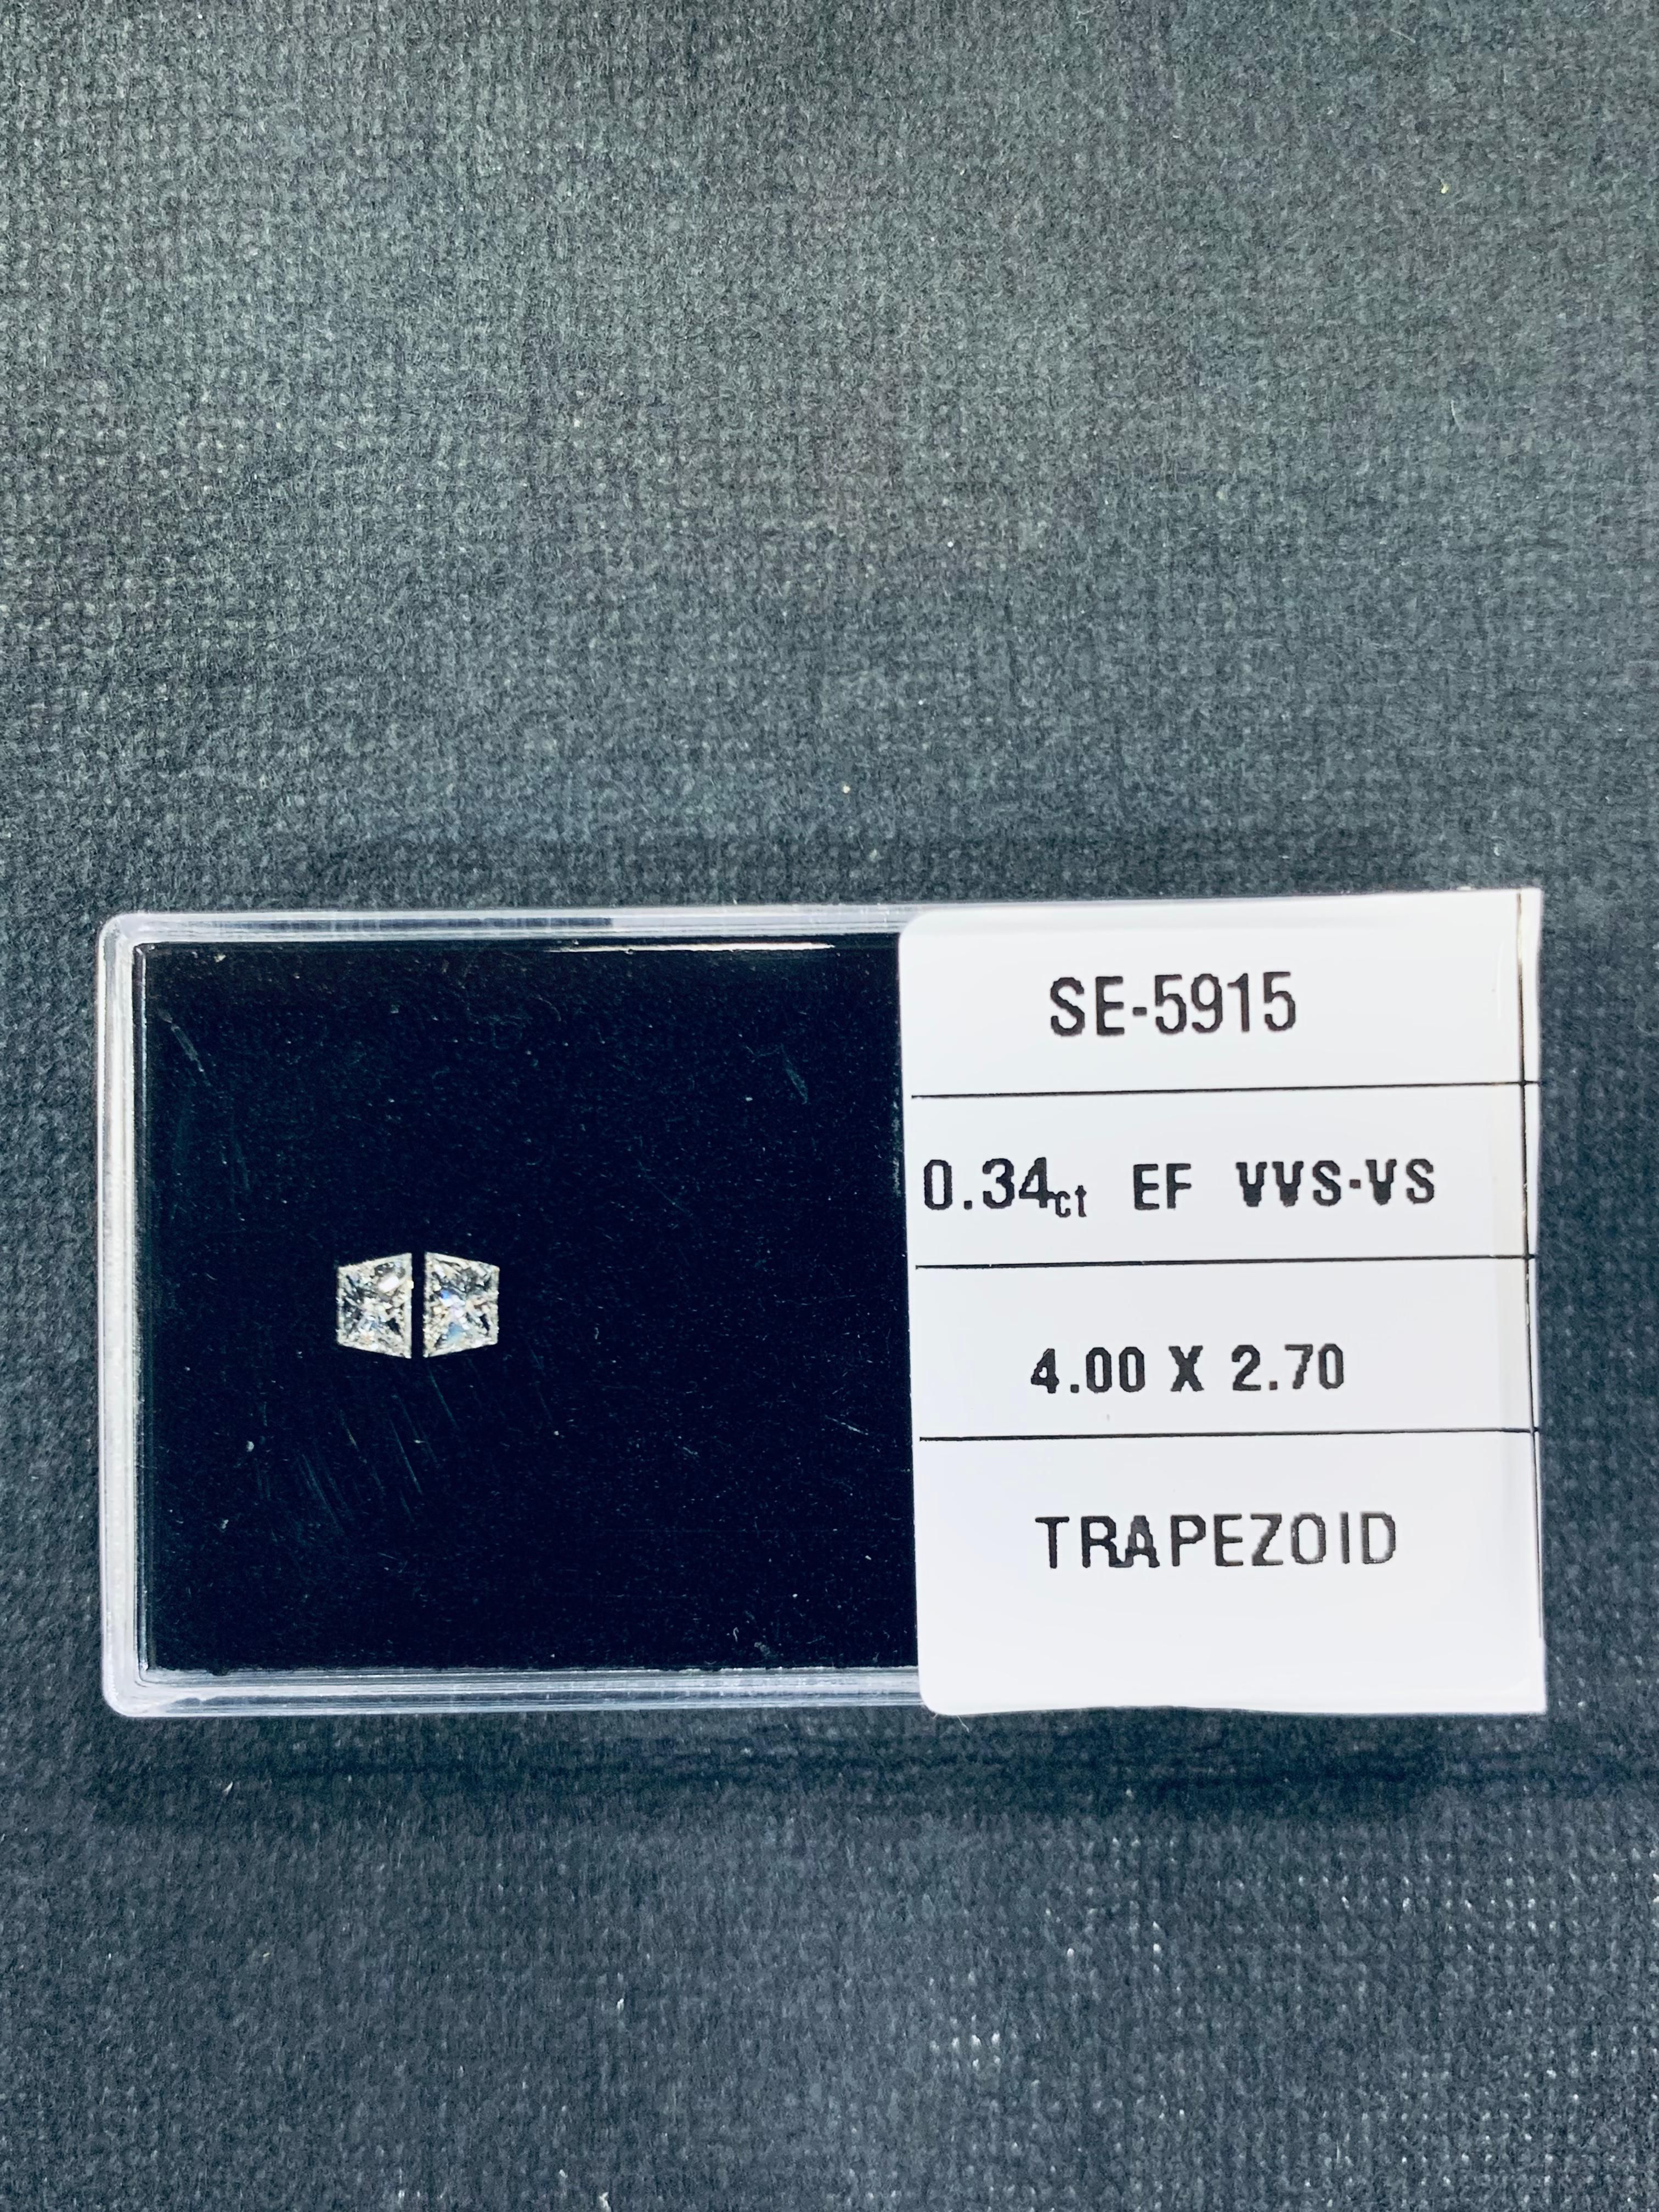 SE-5915
0.34ct EF VVS-VS
4.00 X 2.70
TRAPEZOID